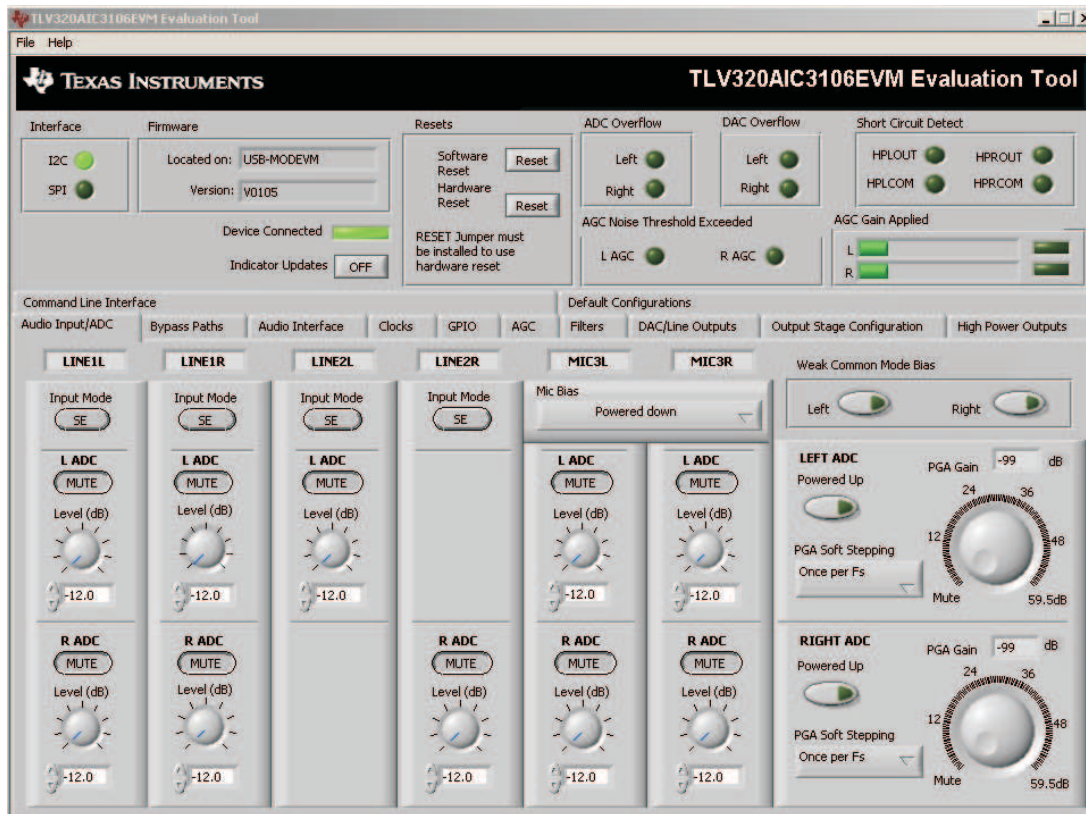 TLV320AIC3106EVM Evaluation Tool
File Help
TEXAS INSTRUMENTS
TLV320AIC3106EVM Evaluation Tool
Interface
I2C
SPI
Firmware
Located on: USB-MODEVM
Version: V0105
Device Connected
Indicator Updates OFF
Resets
Software Reset Reset
Hardware Reset Reset
RESET Jumper must
be installed to use
hardware reset
ADC Overflow
Left
Right
DAC Overflow
Left
Right
Short Circuit Detect
HPLOUT HPROUT
HPLCOM HPRCOM
AGC Noise Threshold Exceeded
L AGC R AGC
AGC Gain Applied
L
R
Command Line Interface Default Configurations
Audio Input/ADC Bypass Paths Audio Interface Clocks GPIO AGC Filters DAC/Line Outputs Output Stage Configuration High Power Outputs
LINE1L LINE1R LINE2L LINE2R MIC3L MIC3R
Input Mode Input Mode Input Mode Input Mode
SE SE SE SE
Mic Bias
Powered down
Weak Common Mode Bias
Left Right
L ADC L ADC L ADC L ADC L ADC
MUTE MUTE MUTE MUTE MUTE
Level (dB) Level (dB) Level (dB) Level (dB) Level (dB)
-12.0 -12.0 -12.0 -12.0 -12.0
R ADC R ADC R ADC R ADC R ADC
MUTE MUTE MUTE MUTE MUTE
Level (dB) Level (dB) Level (dB) Level (dB) Level (dB)
-12.0 -12.0 -12.0 -12.0 -12.0
LEFT ADC
Powered Up
PGA Gain -99 dB
24 36
12 48
Mute 59.5dB
PGA Soft Stepping
Once per Fs
RIGHT ADC
Powered Up
PGA Gain -99 dB
24 36
12 48
Mute 59.5dB
PGA Soft Stepping
Once per Fs